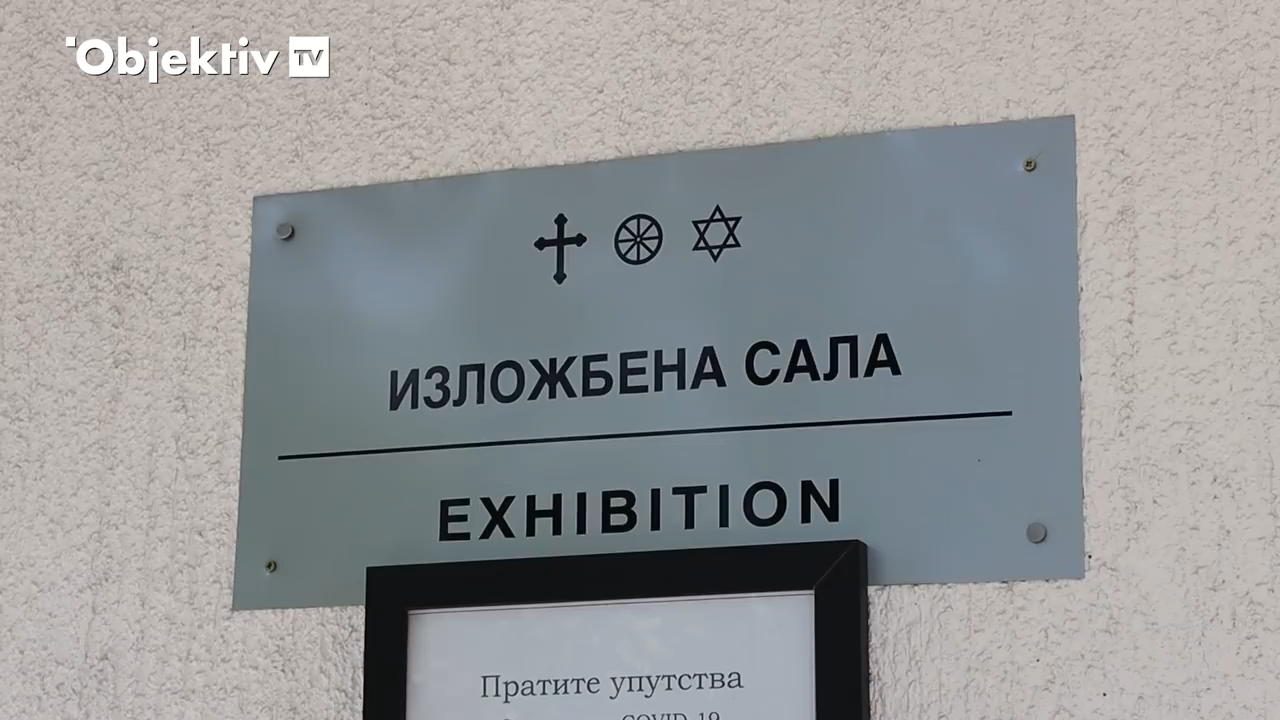 Objektiv TV
ИЗЛОЖБЕНА САЛА
EXHIBITION
Пратите упутства
COVID-19